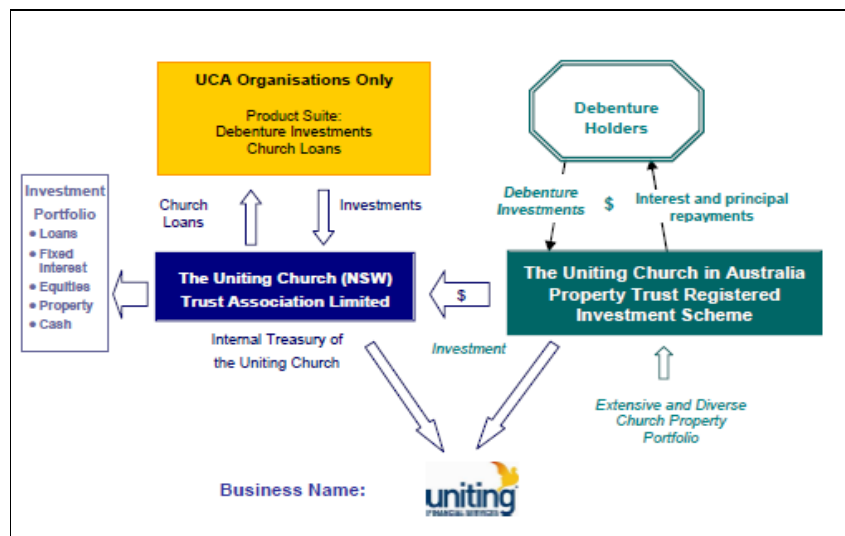 UCA Organisations Only
Product Suite:
Debenture Investments
Church Loans
Debenture
Holders
Investment
Portfolio
• Loans
• Fixed
Interest
• Equities
• Property
• Cash
Church
Loans
Investments
Debenture
Investments
$
Interest and principal
repayments
The Uniting Church (NSW)
Trust Association Limited
$
The Uniting Church in Australia
Property Trust Registered
Investment Scheme
Internal Treasury of
the Uniting Church
Investment
Extensive and Diverse
Church Property
Portfolio
Business Name:
uniting
FINANCIAL SERVICES